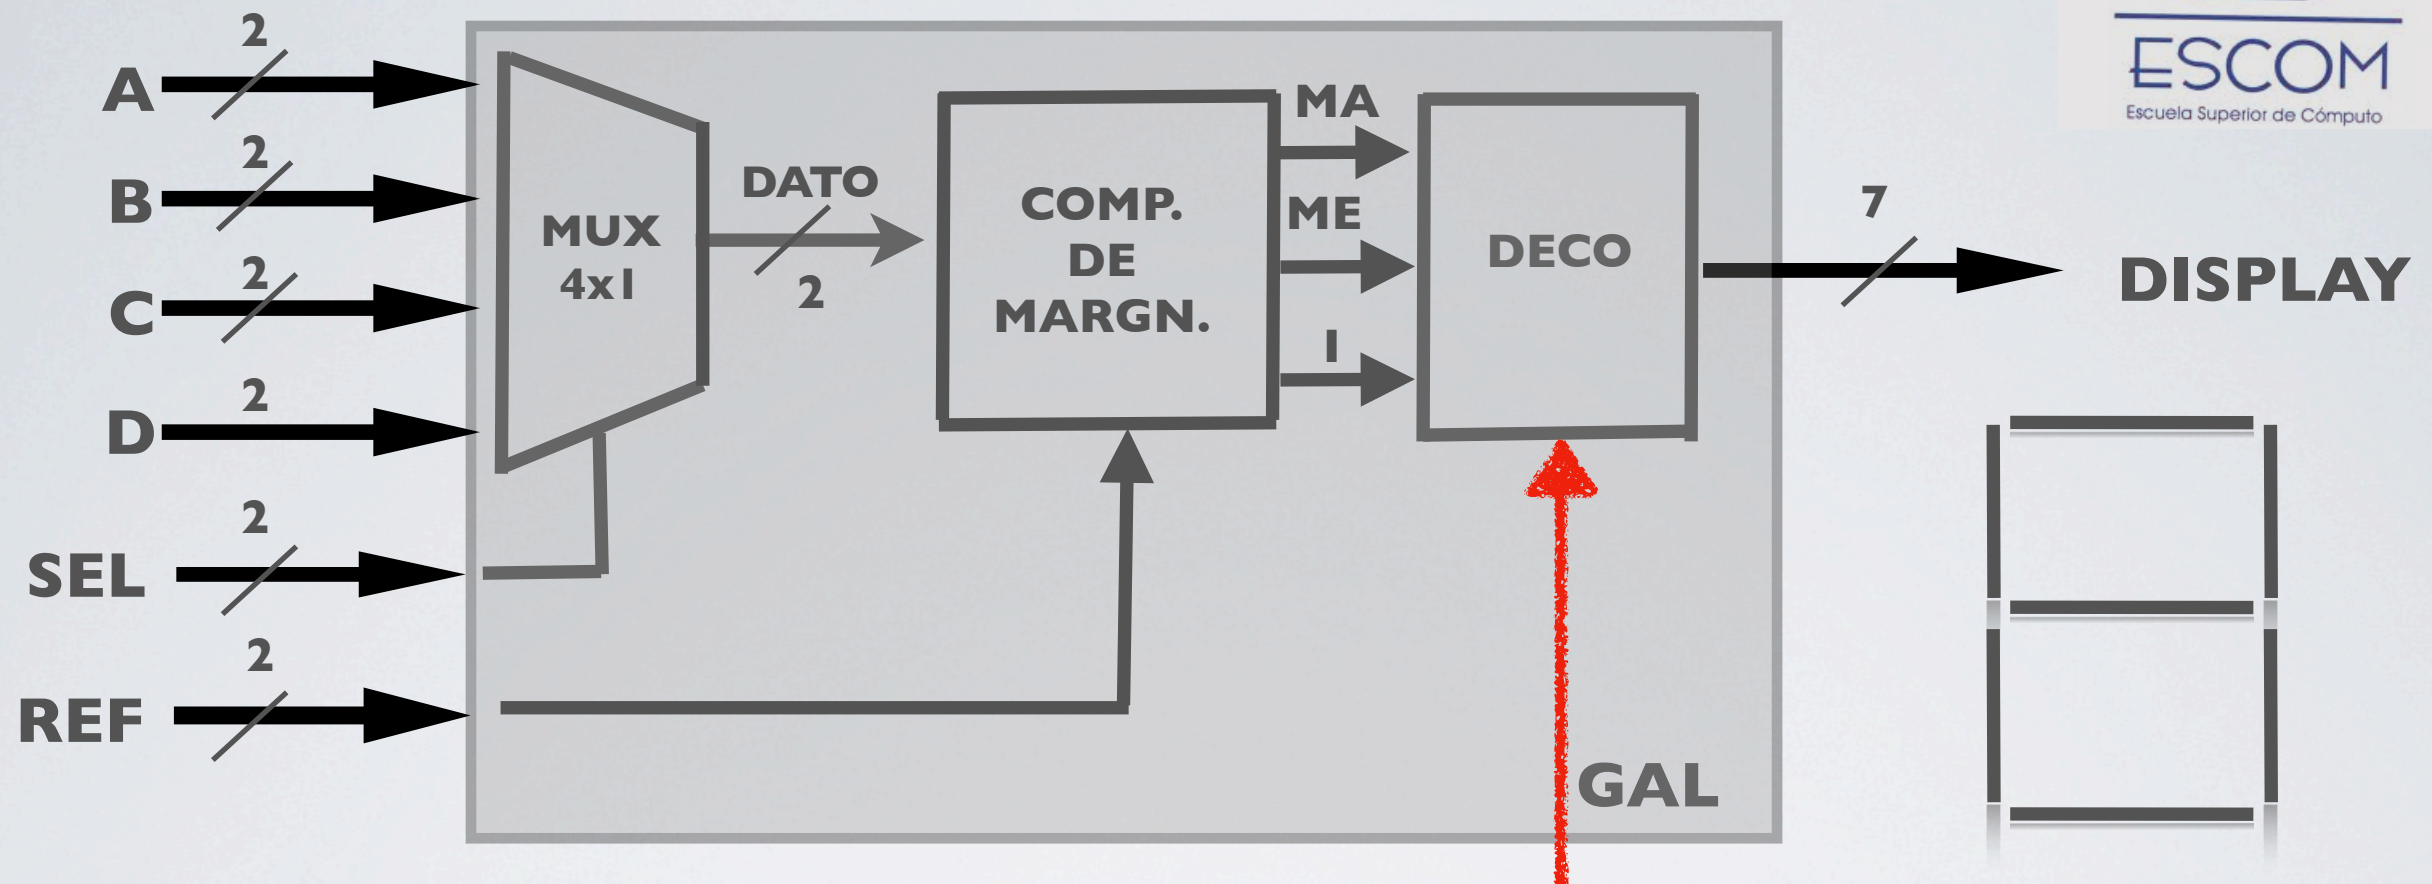 2
A
2
B
2
C
2
D
2
SEL
2
REF
MUX
4x1
DATO
2
COMP.
DE
MARGN.
MA
ME
I
DECO
GAL
7
DISPLAY
ESCOM
Escuela Superior de Cómputo